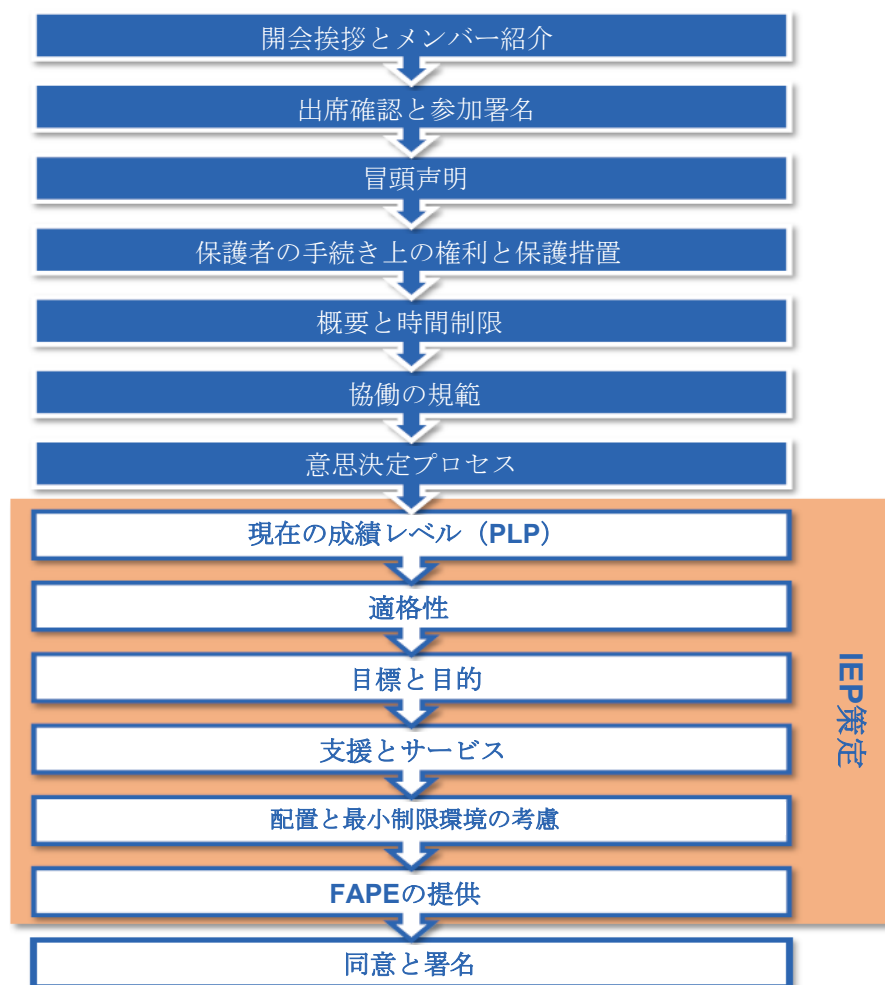 開会挨拶とメンバー紹介
出席確認と参加署名
冒頭声明
保護者の手続き上の権利と保護措置
概要と時間制限
協働の規範
意思決定プロセス
現在の成績レベル（PLP）
適格性
目標と目的
支援とサービス
配置と最小制限環境の考慮
FAPEの提供
IEP策定
同意と署名